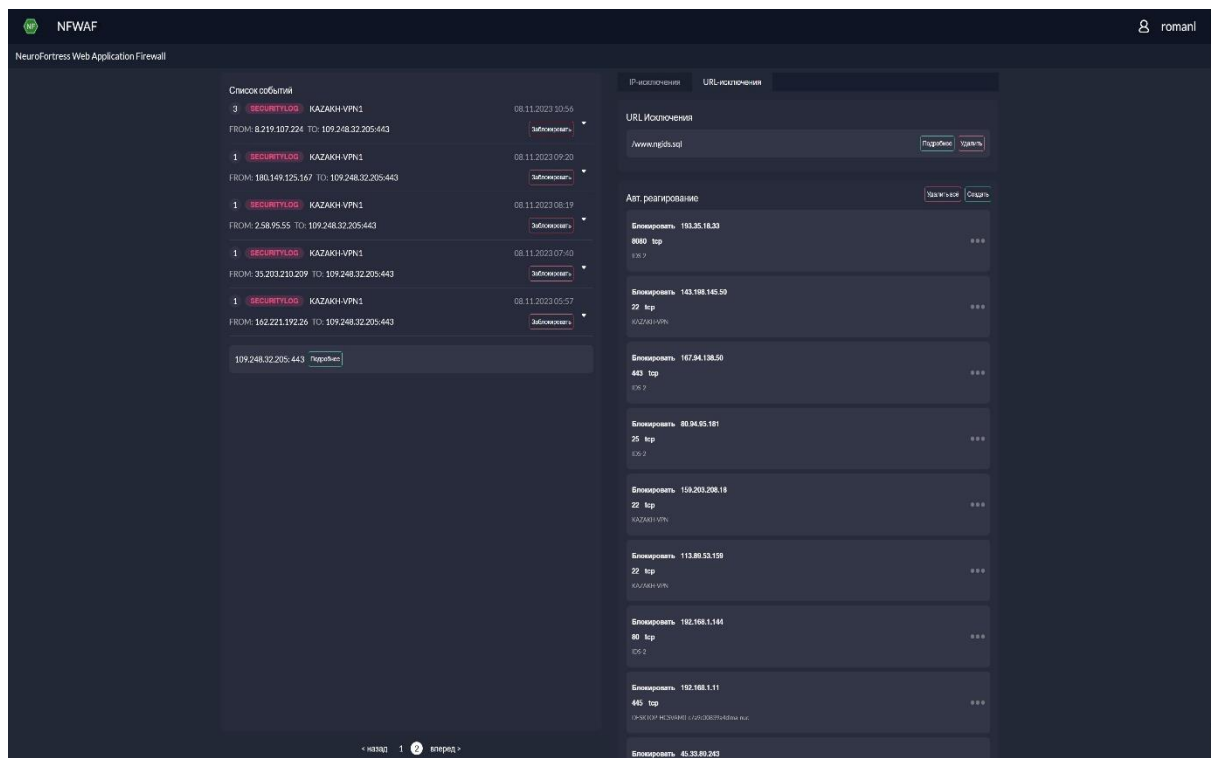 NF NFWAF
romanl
NeuroFortress Web Application Firewall
Список событий
3 SECURITYLOG KAZAKH-VPN1 08.11.2023 10:56
FROM: 8.219.107.224 TO: 109.248.32.205:443 Заблокировать
1 SECURITYLOG KAZAKH-VPN1 08.11.2023 09:20
FROM: 180.149.125.167 TO: 109.248.32.205:443 Заблокировать
1 SECURITYLOG KAZAKH-VPN1 08.11.2023 08:19
FROM: 2.58.95.55 TO: 109.248.32.205:443 Заблокировать
1 SECURITYLOG KAZAKH-VPN1 08.11.2023 07:40
FROM: 35.203.210.209 TO: 109.248.32.205:443 Заблокировать
1 SECURITYLOG KAZAKH-VPN1 08.11.2023 05:57
FROM: 162.221.192.26 TO: 109.248.32.205:443 Заблокировать
109.248.32.205: 443 Подробнее
< назад 1 2 вперед >
IP-исключения URL-исключения
URL Исключения
/www.ngids.sql Подробнее Удалить
Авт. реагирование Удалить всё Создать
Блокировать 193.35.18.33
8080 tcp
IDS 2
Блокировать 143.198.145.50
22 tcp
KAZAKH-VPN
Блокировать 167.94.138.50
443 tcp
IDS 2
Блокировать 80.94.95.181
25 tcp
IDS 2
Блокировать 159.203.208.18
22 tcp
KAZAKH-VPN
Блокировать 113.89.53.159
22 tcp
KAZAKH-VPN
Блокировать 192.168.1.144
80 tcp
IDS 2
Блокировать 192.168.1.11
445 tcp
Блокировать 45.33.80.243